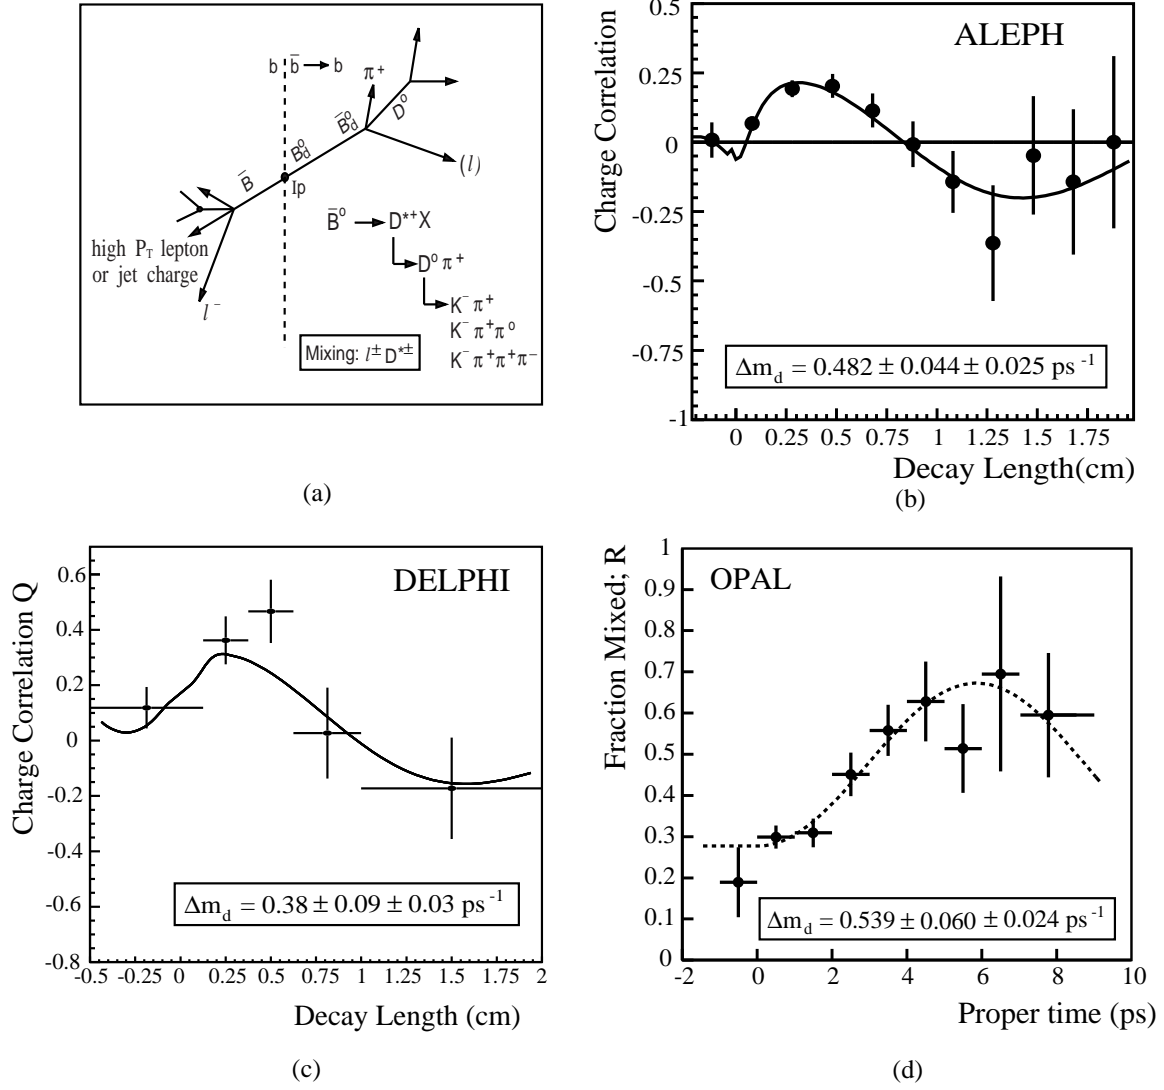 b b̄ → b
π⁺
D⁰
B̄⁰d
B⁰d
B̄
Ip
(l)
B̄⁰ → D*⁺X
high P_T lepton
or jet charge
D⁰ π⁺
l⁻
K⁻ π⁺
K⁻ π⁺π⁰
Mixing: l± D*±
K⁻ π⁺π⁺π⁻
(a)
ALEPH
Charge Correlation
0.5
0.25
0
-0.25
-0.5
-0.75
-1
Δm_d = 0.482 ± 0.044 ± 0.025 ps⁻¹
0 0.25 0.5 0.75 1 1.25 1.5 1.75
Decay Length(cm)
(b)
DELPHI
Charge Correlation Q
0.6
0.4
0.2
0
-0.2
-0.4
-0.6
-0.8
Δm_d = 0.38 ± 0.09 ± 0.03 ps⁻¹
-0.5 -0.25 0 0.25 0.5 0.75 1 1.25 1.5 1.75 2
Decay Length (cm)
(c)
OPAL
Fraction Mixed; R
1
0.9
0.8
0.7
0.6
0.5
0.4
0.3
0.2
0.1
0
Δm_d = 0.539 ± 0.060 ± 0.024 ps⁻¹
-2 0 2 4 6 8 10
Proper time (ps)
(d)